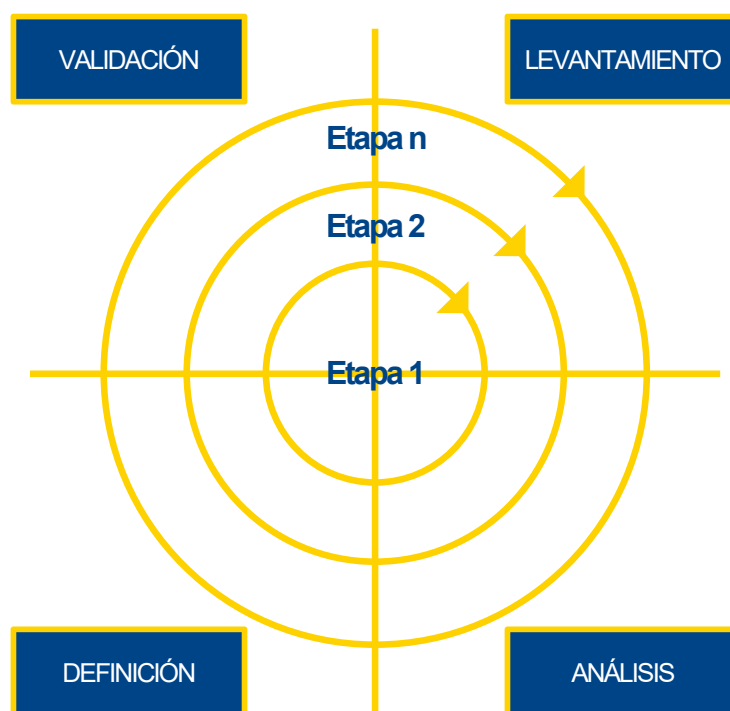 VALIDACIÓN
LEVANTAMIENTO
Etapa n
Etapa 2
Etapa 1
DEFINICIÓN
ANÁLISIS